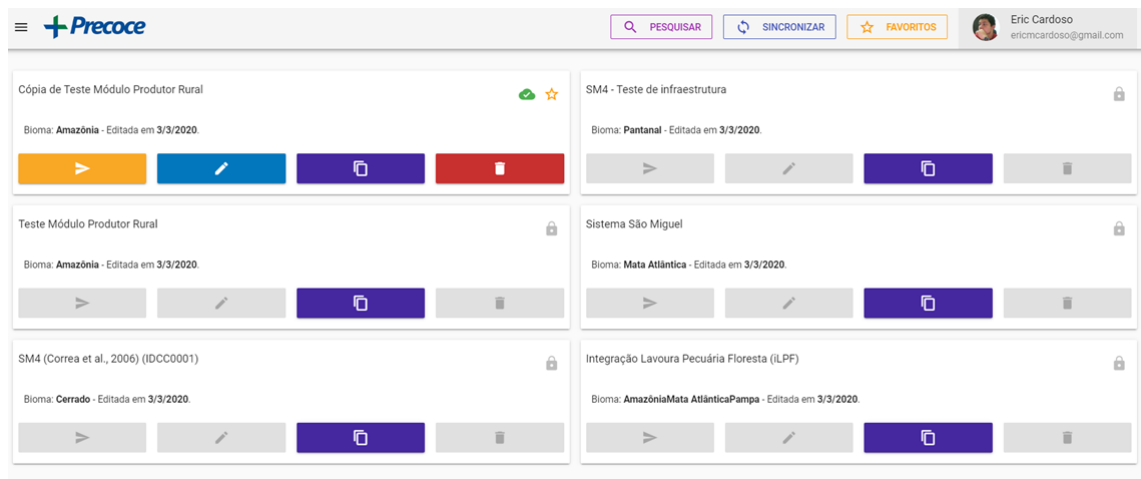 +Precoce
PESQUISAR
SINCRONIZAR
FAVORITOS
Eric Cardoso
ericmcardoso@gmail.com
Cópia de Teste Módulo Produtor Rural
Bioma: Amazônia - Editada em 3/3/2020.
SM4 - Teste de infraestrutura
Bioma: Pantanal - Editada em 3/3/2020.
Teste Módulo Produtor Rural
Bioma: Amazônia - Editada em 3/3/2020.
Sistema São Miguel
Bioma: Mata Atlântica - Editada em 3/3/2020.
SM4 (Correa et al., 2006) (IDCC0001)
Bioma: Cerrado - Editada em 3/3/2020.
Integração Lavoura Pecuária Floresta (iLPF)
Bioma: AmazôniaMata AtlânticaPampa - Editada em 3/3/2020.